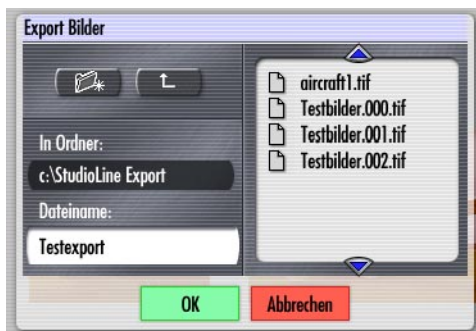 Export Bilder
In Ordner:
c:\StudioLine Export
Dateiname:
Testexport
aircraft1.tif
Testbilder.000.tif
Testbilder.001.tif
Testbilder.002.tif
OK
Abbrechen